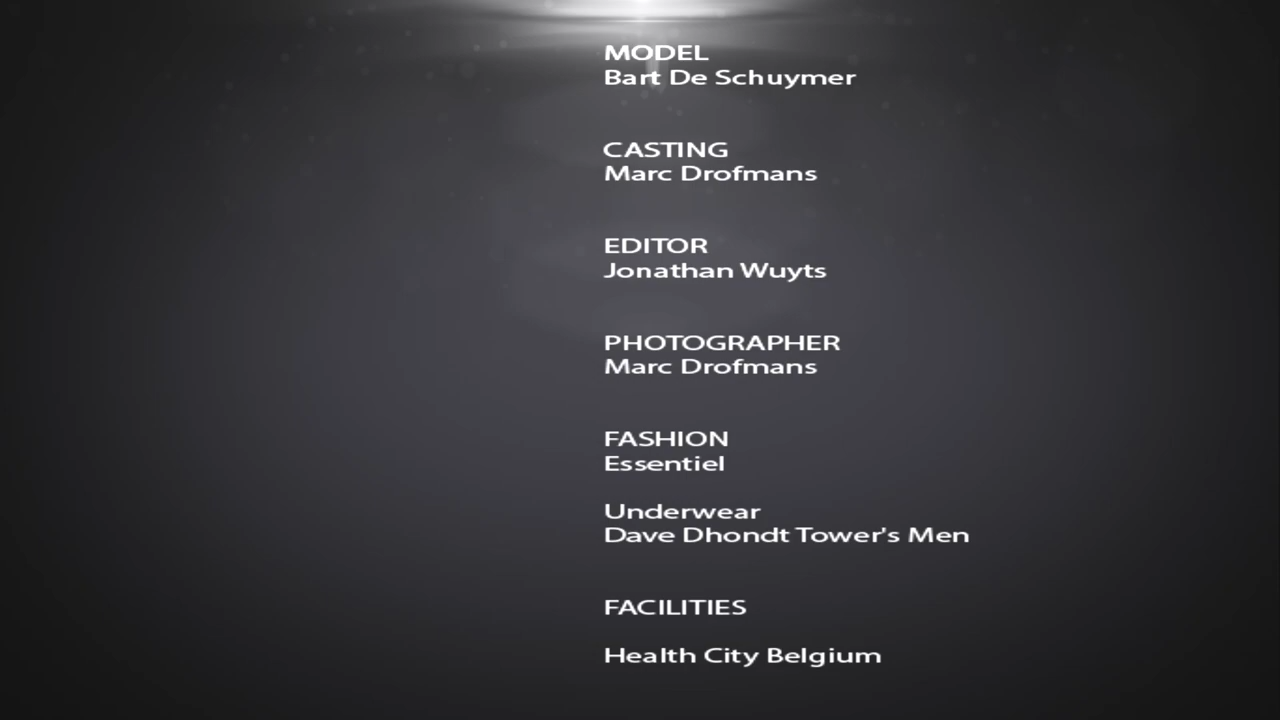 MODEL
Bart De Schuymer
CASTING
Marc Drofmans
EDITOR
Jonathan Wuyts
PHOTOGRAPHER
Marc Drofmans
FASHION
Essentiel
Underwear
Dave Dhondt Tower's Men
FACILITIES
Health City Belgium